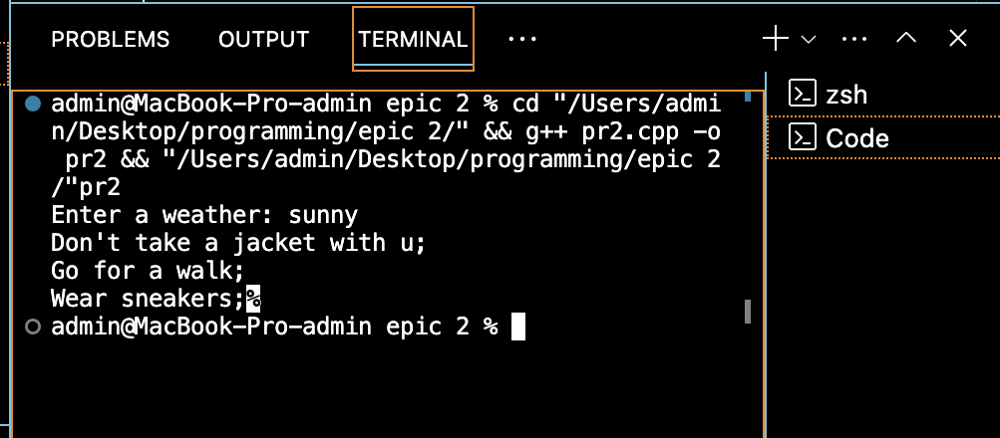 PROBLEMS OUTPUT TERMINAL ...
admin@MacBook-Pro-admin epic 2 % cd "/Users/admi
n/Desktop/programming/epic 2/" && g++ pr2.cpp -o
pr2 && "/Users/admin/Desktop/programming/epic 2
/"pr2
Enter a weather: sunny
Don't take a jacket with u;
Go for a walk;
Wear sneakers;%
admin@MacBook-Pro-admin epic 2 %
zsh
Code